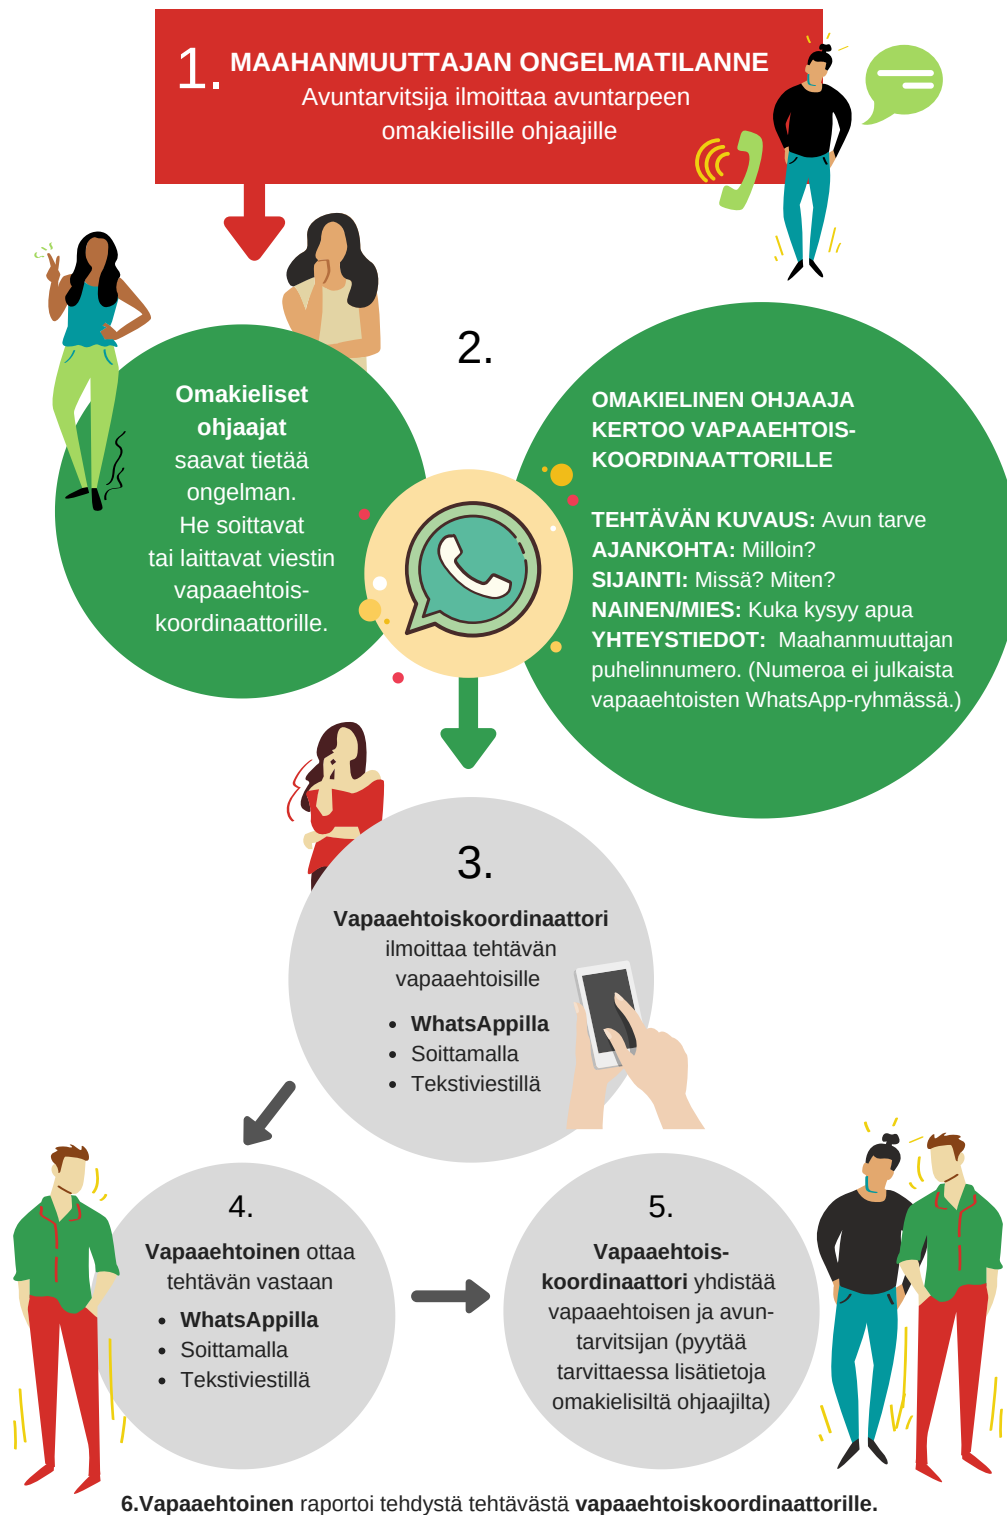 1. MAAHANMUUTTAJAN ONGELMATILANNE
Avuntarvitsija ilmoittaa avuntarpeen
omakielisille ohjaajille
2.
Omakieliset
ohjaajat
saavat tietää
ongelman.
He soittavat
tai laittavat viestin
vapaaehtois-
koordinaattorille.
OMAKIELINEN OHJAAJA
KERTOO VAPAAEHTOIS-
KOORDINAATTORILLE
TEHTÄVÄN KUVAUS: Avun tarve
AJANKOHTA: Milloin?
SIJAINTI: Missä? Miten?
NAINEN/MIES: Kuka kysyy apua
YHTEYSTIEDOT: Maahanmuuttajan
puhelinnumero. (Numeroa ei julkaista
vapaaehtoisten WhatsApp-ryhmässä.)
3.
Vapaaehtoiskoordinaattori
ilmoittaa tehtävän
vapaaehtoisille
• WhatsAppilla
• Soittamalla
• Tekstiviestillä
4.
Vapaaehtoinen ottaa
tehtävän vastaan
• WhatsAppilla
• Soittamalla
• Tekstiviestillä
5.
Vapaaehtois-
koordinaattori yhdistää
vapaaehtoisen ja avun-
tarvitsijan (pyytää
tarvittaessa lisätietoja
omakielisiltä ohjaajilta)
6.Vapaaehtoinen raportoi tehdystä tehtävästä vapaaehtoiskoordinaattorille.